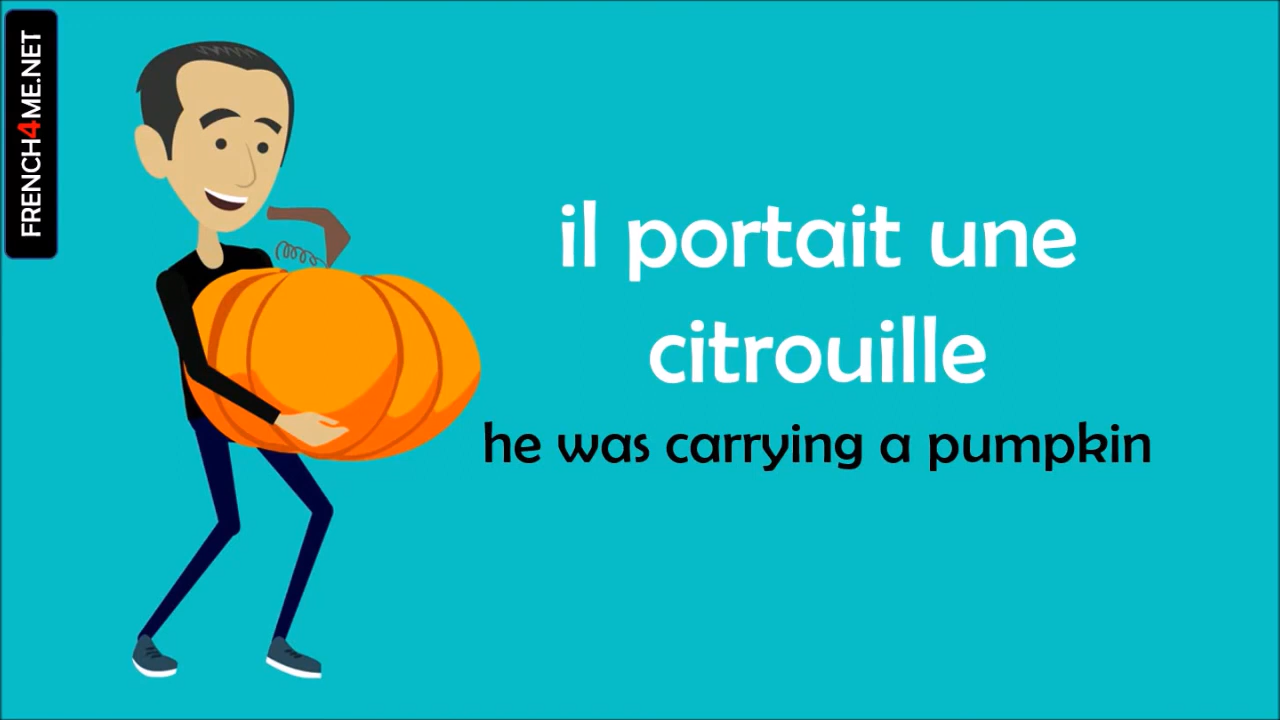 FRENCH4ME.NET
il portait une
citrouille
he was carrying a pumpkin